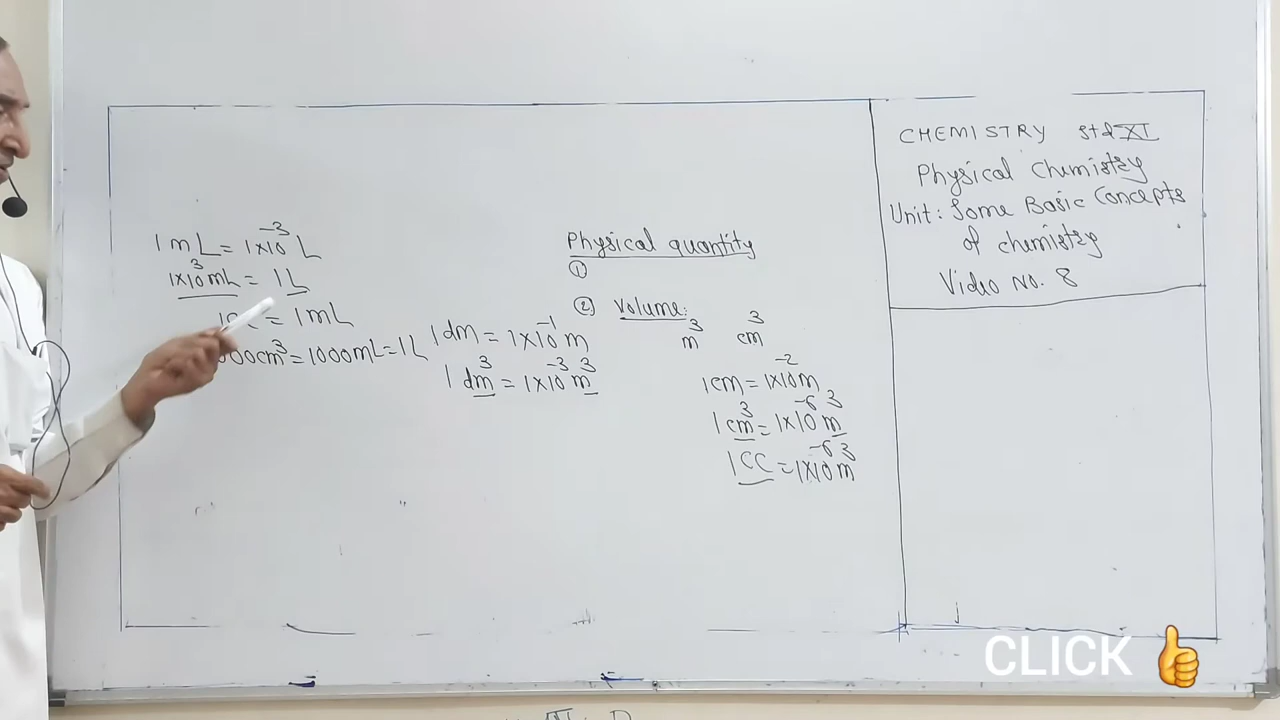 CHEMISTRY std XI
Physical Chemistry
Unit: Some Basic Concepts
of chemistry
Video No. 8
Physical quantity
①
② Volume:
m³ cm³
1cm = 1×10⁻²m
1cm³ = 1×10⁻⁶m³
1CC = 1×10⁻⁶m³
1dm = 1×10⁻¹m
1dm³ = 1×10⁻³m³
1mL = 1×10⁻³L
1×10³mL = 1L
= 1mL
000cm³ = 1000mL = 1L
CLICK